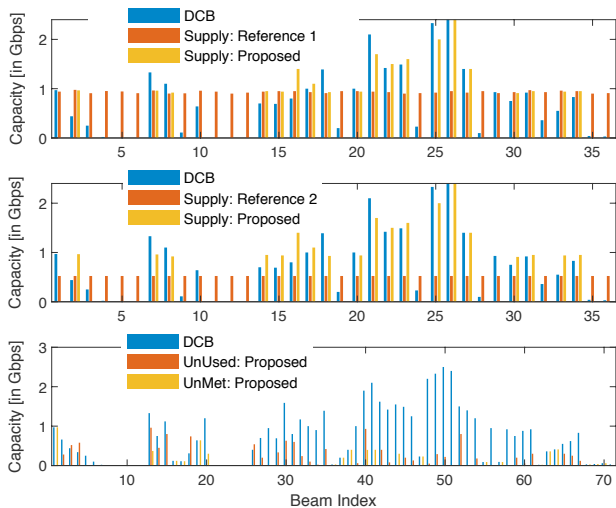 Capacity [in Gbps]
DCB
Supply: Reference 1
Supply: Proposed
2
1
0
5
10
15
20
25
30
35
Capacity [in Gbps]
DCB
Supply: Reference 2
Supply: Proposed
2
1
0
5
10
15
20
25
30
35
Capacity [in Gbps]
DCB
UnUsed: Proposed
UnMet: Proposed
3
2
1
0
10
20
30
40
50
60
70
Beam Index